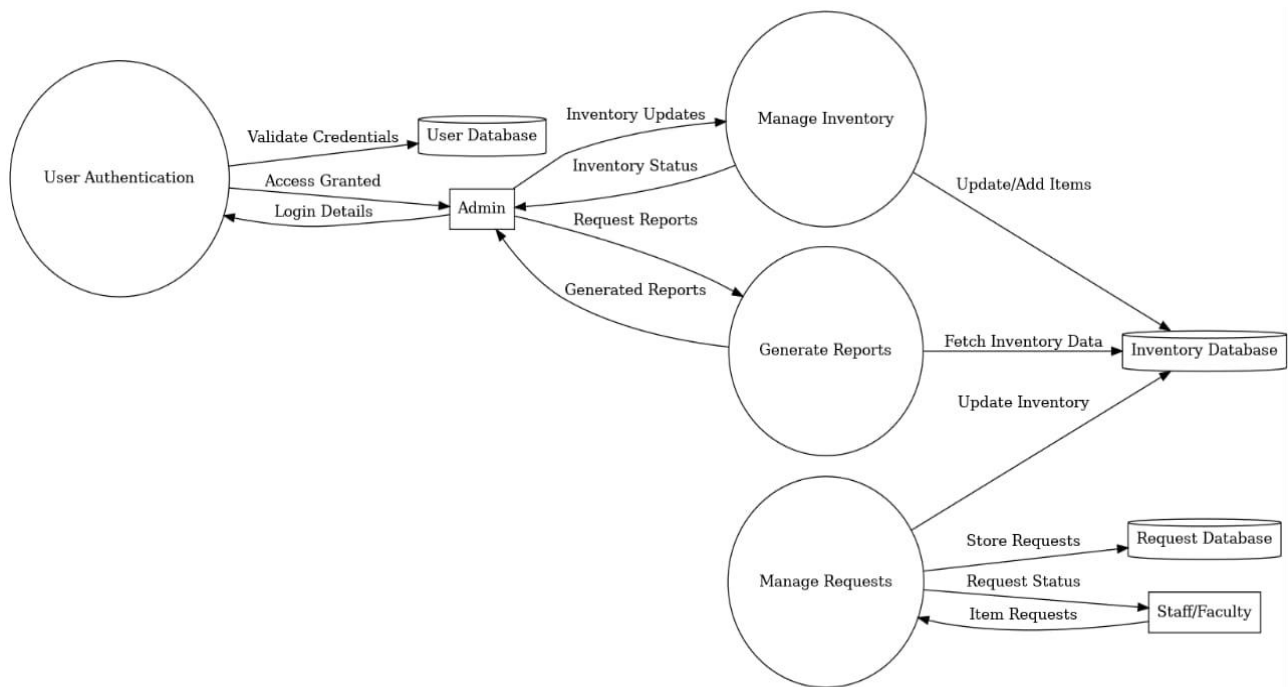 User Authentication
Validate Credentials
Access Granted
Login Details
User Database
Admin
Inventory Updates
Inventory Status
Request Reports
Generated Reports
Manage Inventory
Generate Reports
Manage Requests
Update/Add Items
Fetch Inventory Data
Update Inventory
Store Requests
Request Status
Item Requests
Inventory Database
Request Database
Staff/Faculty